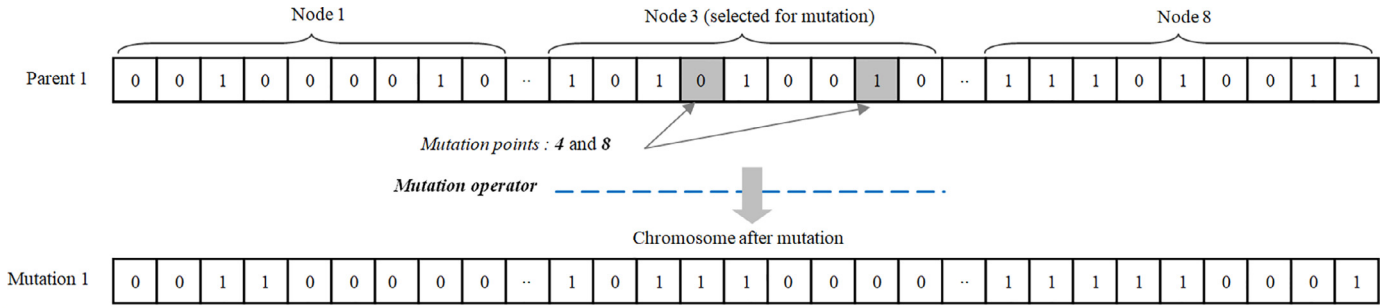 Node 1 Node 3 (selected for mutation) Node 8
Parent 1 0 0 1 0 0 0 0 1 0 .. 1 0 1 0 1 0 0 1 0 .. 1 1 1 0 1 0 0 1 1
Mutation points : 4 and 8
Mutation operator
Chromosome after mutation
Mutation 1 0 0 1 1 0 0 0 0 0 .. 1 0 1 1 1 0 0 0 0 .. 1 1 1 1 1 0 0 0 1